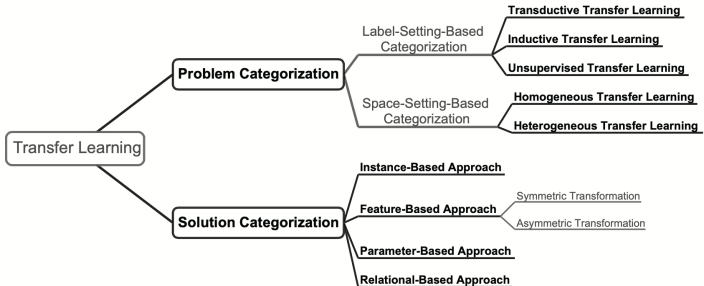 Transfer Learning
Problem Categorization
Label-Setting-Based
Categorization
Transductive Transfer Learning
Inductive Transfer Learning
Unsupervised Transfer Learning
Space-Setting-Based
Categorization
Homogeneous Transfer Learning
Heterogeneous Transfer Learning
Solution Categorization
Instance-Based Approach
Feature-Based Approach
Symmetric Transformation
Asymmetric Transformation
Parameter-Based Approach
Relational-Based Approach